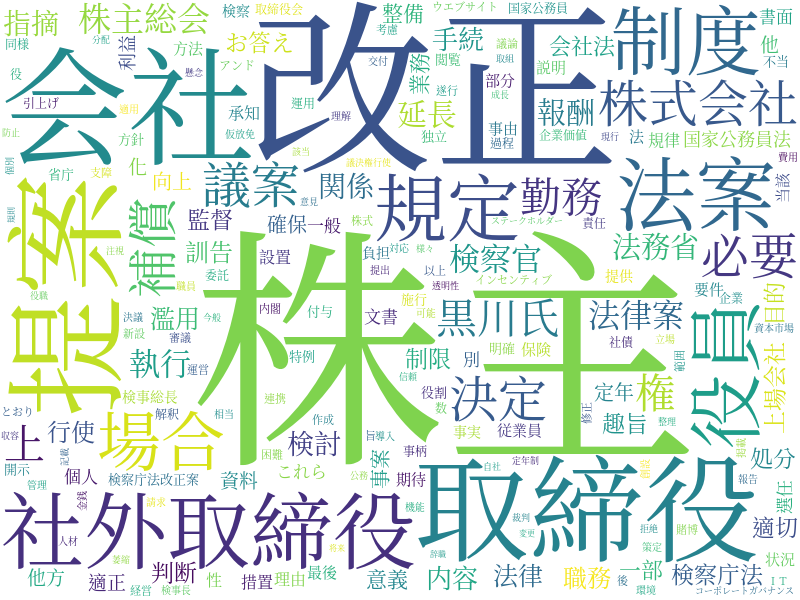 検察
取締役会
ウエブサイト
国家公務員
指摘
株主総会
整備
書面
同様
分配
方法
お答え
考慮
手続
議論
会社法
他
改正
制度
役
利益
懸念
アンド
交付
閲覧
取組
説明
不当
会社
業務
部分
成長
引上げ
適用
承知
運用
理解
延長
遂行
報酬
株式会社
防止
方針
仮放免
独立
事由
過程
企業価値
現行
法
規律
国家公務員法
費用
個別
省庁
支障
化
議案
該当
議決権行使
規定
勤務
法案
当該
提案
向上
関係
意見
ステークホルダー
責任
規則
補償
監督
確保
一般
株式
検察官
法務省
必要
注視
訓告
負担
対応
様々
委託
設置
提出
以上
インセンティブ
提供
要件
企業
目的
役職
職員
株主
内閣
透明性
黒川氏
法律案
役員
資本市場
決議
今般
濫用
付与
施行
可能
文書
社債
立場
新設
審議
上場会社
執行
運営
特例
明確
保険
制限
別
範囲
検事総長
連携
信頼
定年
権
とおり
解釈
相当
役割
数
決定
修正
収容
上
行使
場合
作成
旨導入
事実
従業員
趣旨
整理
記載
困難
検討
事柄
掲載
開示
個人
検察庁法改正案
資料
これら
事案
期待
自社
定年制
処分
選任
管理
金銭
公務
機能
報告
社外取締役
請求
取締役
裁判
拒絶
賭博
適切
人材
萎縮
将来
辞職
変更
策定
状況
ＩＴ
他方
適正
経営
判断
検事長
性
措置
理由
最後
意義
内容
法律
職務
後
一部
環境
検察庁法
コーポレートガバナンス